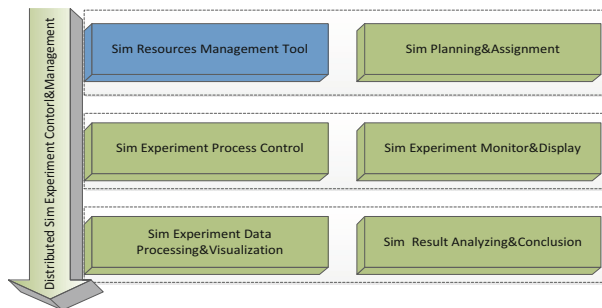 Distributed Sim Experiment Contorl&Management
Sim Resources Management Tool
Sim Planning&Assignment
Sim Experiment Process Control
Sim Experiment Monitor&Display
Sim Experiment Data
Processing&Visualization
Sim Result Analyzing&Conclusion